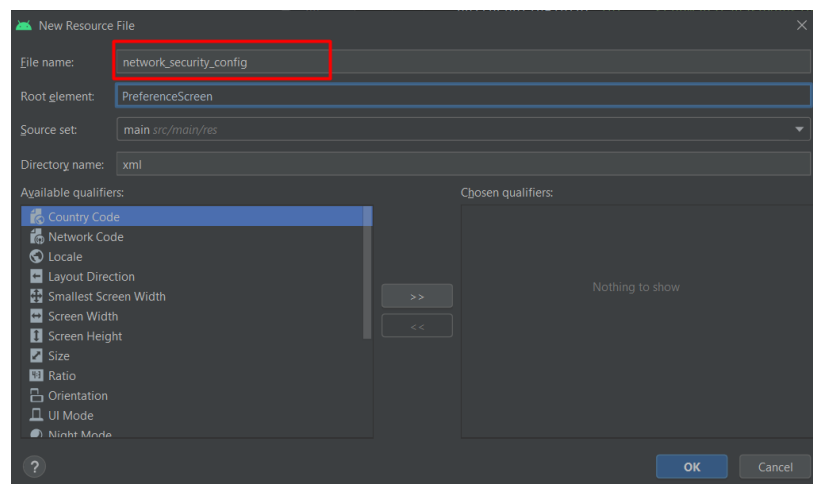 New Resource File
File name: network_security_config
Root element: PreferenceScreen
Source set: main src/main/res
Directory name: xml
Available qualifiers: Chosen qualifiers:
Country Code
Network Code
Locale
Layout Direction
Smallest Screen Width
Screen Width
Screen Height
Size
Ratio
Orientation
UI Mode
Night Mode
>>
<<
Nothing to show
? OK Cancel